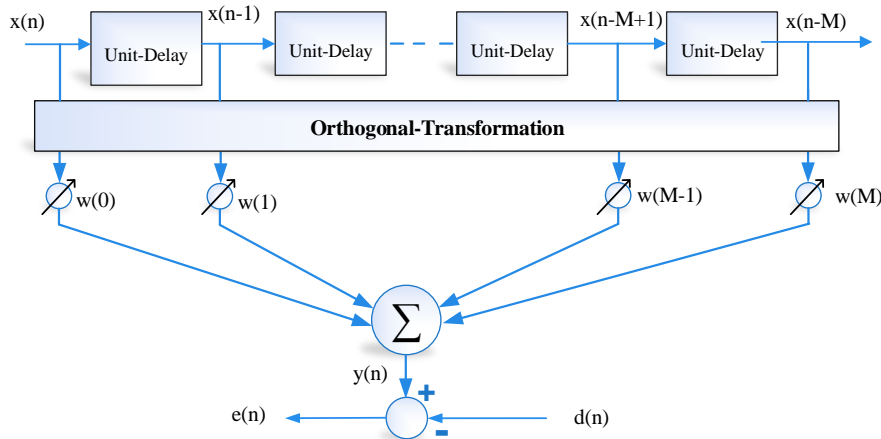 x(n)
x(n-1)
x(n-M+1)
x(n-M)
Unit-Delay
Unit-Delay
Unit-Delay
Unit-Delay
Orthogonal-Transformation
w(0)
w(1)
w(M-1)
w(M)
∑
y(n)
+
e(n)
-
d(n)